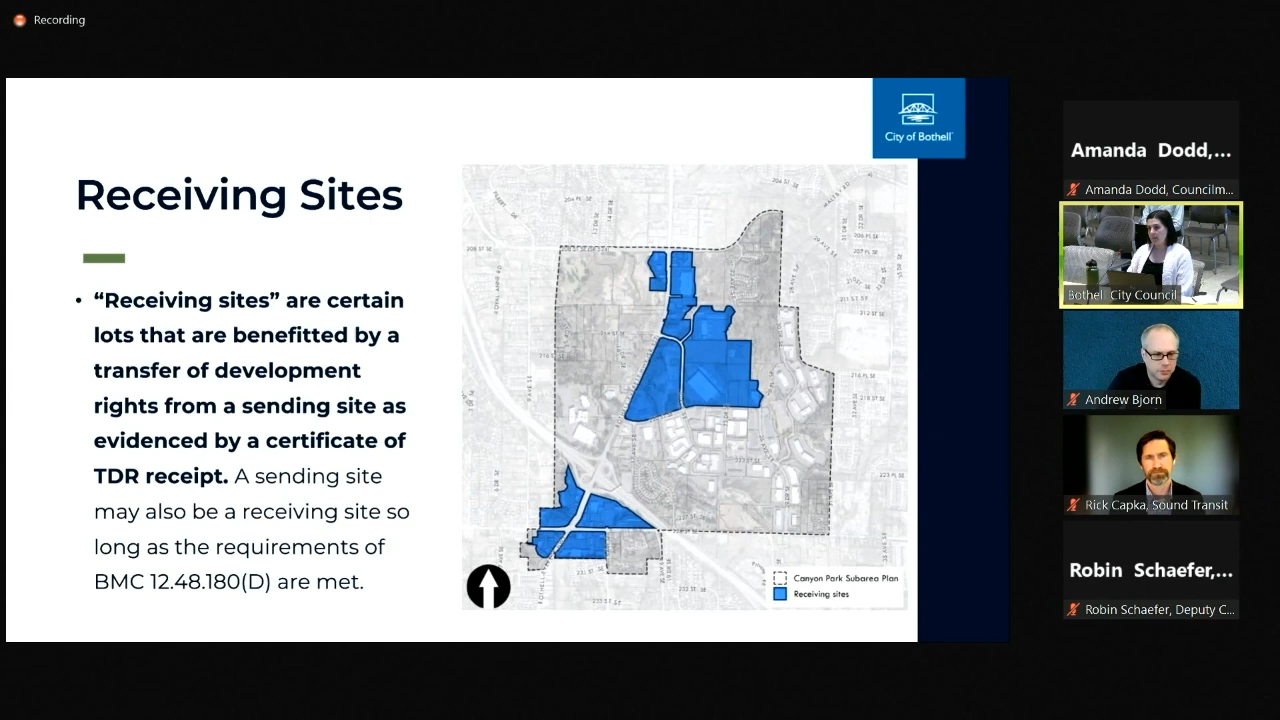 Recording
City of Bothell
Receiving Sites
• “Receiving sites” are certain
lots that are benefitted by a
transfer of development
rights from a sending site as
evidenced by a certificate of
TDR receipt. A sending site
may also be a receiving site so
long as the requirements of
BMC 12.48.180(D) are met.
208 ST SE
Canyon Park Subarea Plan
Receiving sites
Amanda Dodd,...
Amanda Dodd, Councilm...
Bothell City Council
Andrew Bjorn
Rick Capka, Sound Transit
Robin Schaefer,...
Robin Schaefer, Deputy C...